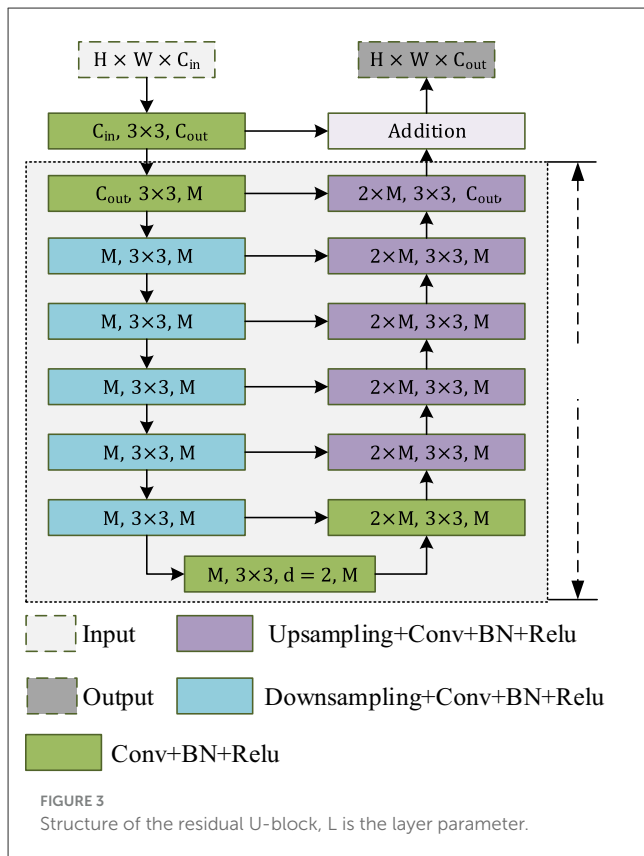 H × W × C_in H × W × C_out
C_in, 3×3, C_out Addition
C_out, 3×3, M 2×M, 3×3, C_out,
M, 3×3, M 2×M, 3×3, M
M, 3×3, M 2×M, 3×3, M
M, 3×3, M 2×M, 3×3, M
M, 3×3, M 2×M, 3×3, M
M, 3×3, M 2×M, 3×3, M
M, 3×3, d = 2, M
Input Upsampling+Conv+BN+Relu
Output Downsampling+Conv+BN+Relu
Conv+BN+Relu
FIGURE 3
Structure of the residual U-block, L is the layer parameter.